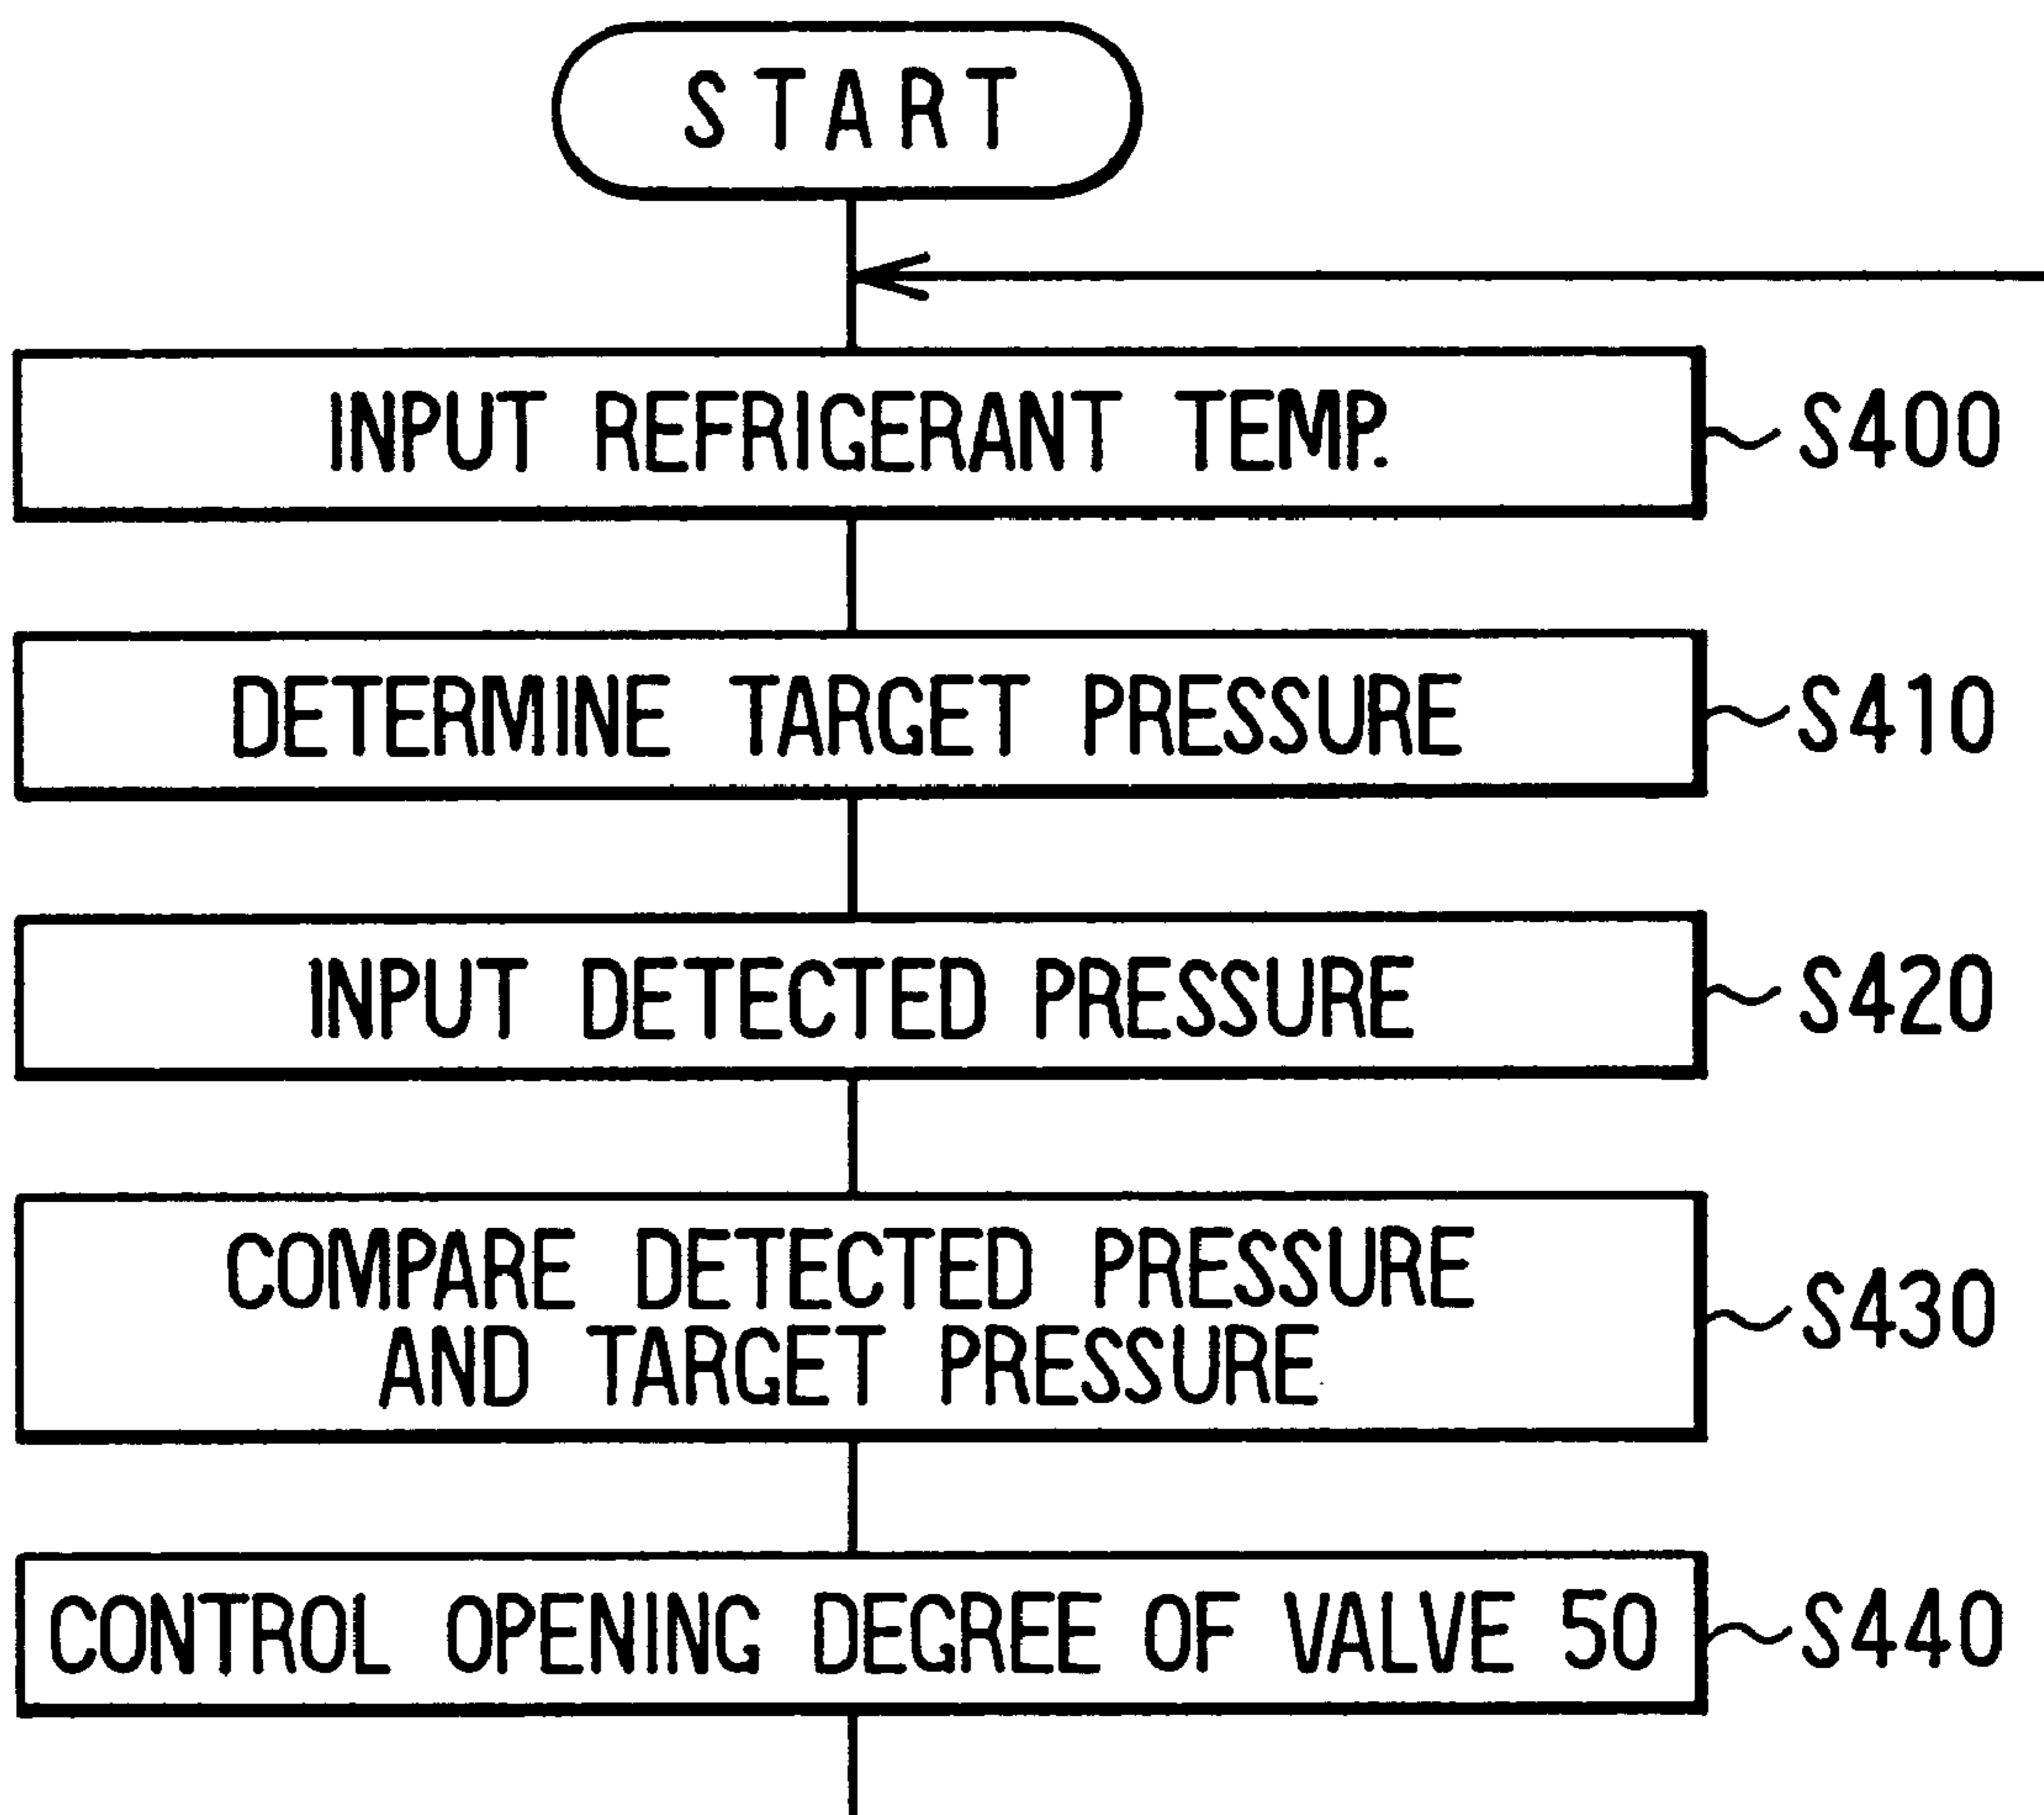 START
INPUT REFRIGERANT TEMP.
S400
DETERMINE TARGET PRESSURE
S410
INPUT DETECTED PRESSURE
S420
COMPARE DETECTED PRESSURE
AND TARGET PRESSURE
S430
CONTROL OPENING DEGREE OF VALVE 50
S440